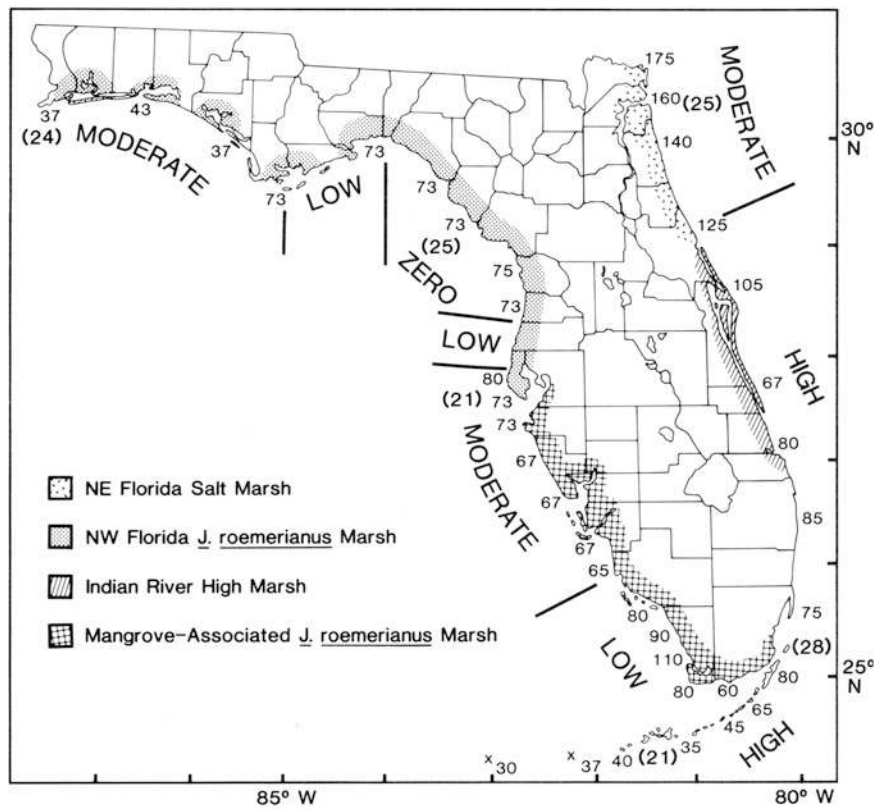 175
MODERATE
160 (25)
37
43
(24)
MODERATE
37
140
30°
N
73
73
LOW
73
73
125
(25)
ZERO
75
105
73
LOW
HIGH
80
67
(21)
73
73
80
MODERATE
67
NE Florida Salt Marsh
67
85
NW Florida J. roemerianus Marsh
67
65
Indian River High Marsh
80
75
Mangrove-Associated J. roemerianus Marsh
90
(28)
LOW
110
80
60
80
25°
N
65
45
35
HIGH
(21)
40
x 37
x 30
85° W
80° W